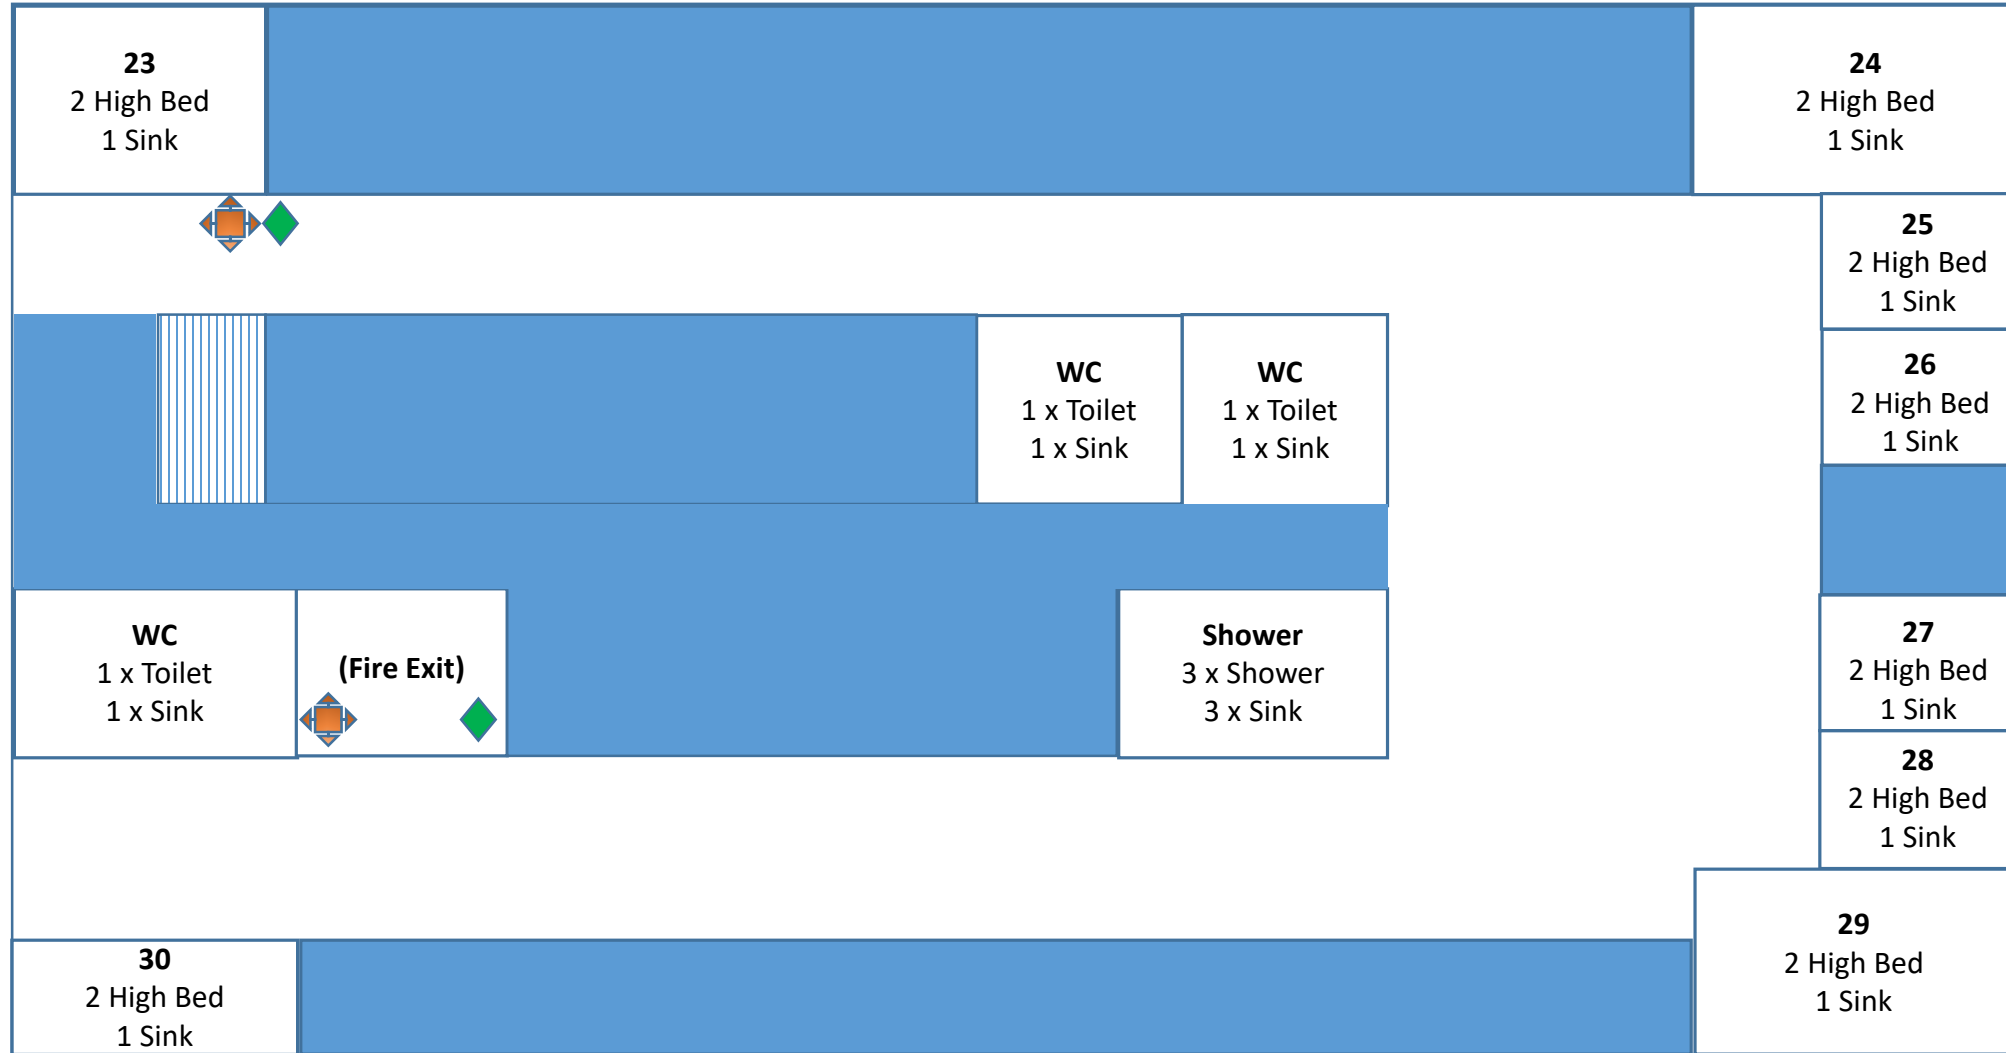 23
2 High Bed
1 Sink
24
2 High Bed
1 Sink
25
2 High Bed
1 Sink
WC
1 x Toilet
1 x Sink
WC
1 x Toilet
1 x Sink
26
2 High Bed
1 Sink
WC
1 x Toilet
1 x Sink
(Fire Exit)
Shower
3 x Shower
3 x Sink
27
2 High Bed
1 Sink
28
2 High Bed
1 Sink
29
2 High Bed
1 Sink
30
2 High Bed
1 Sink